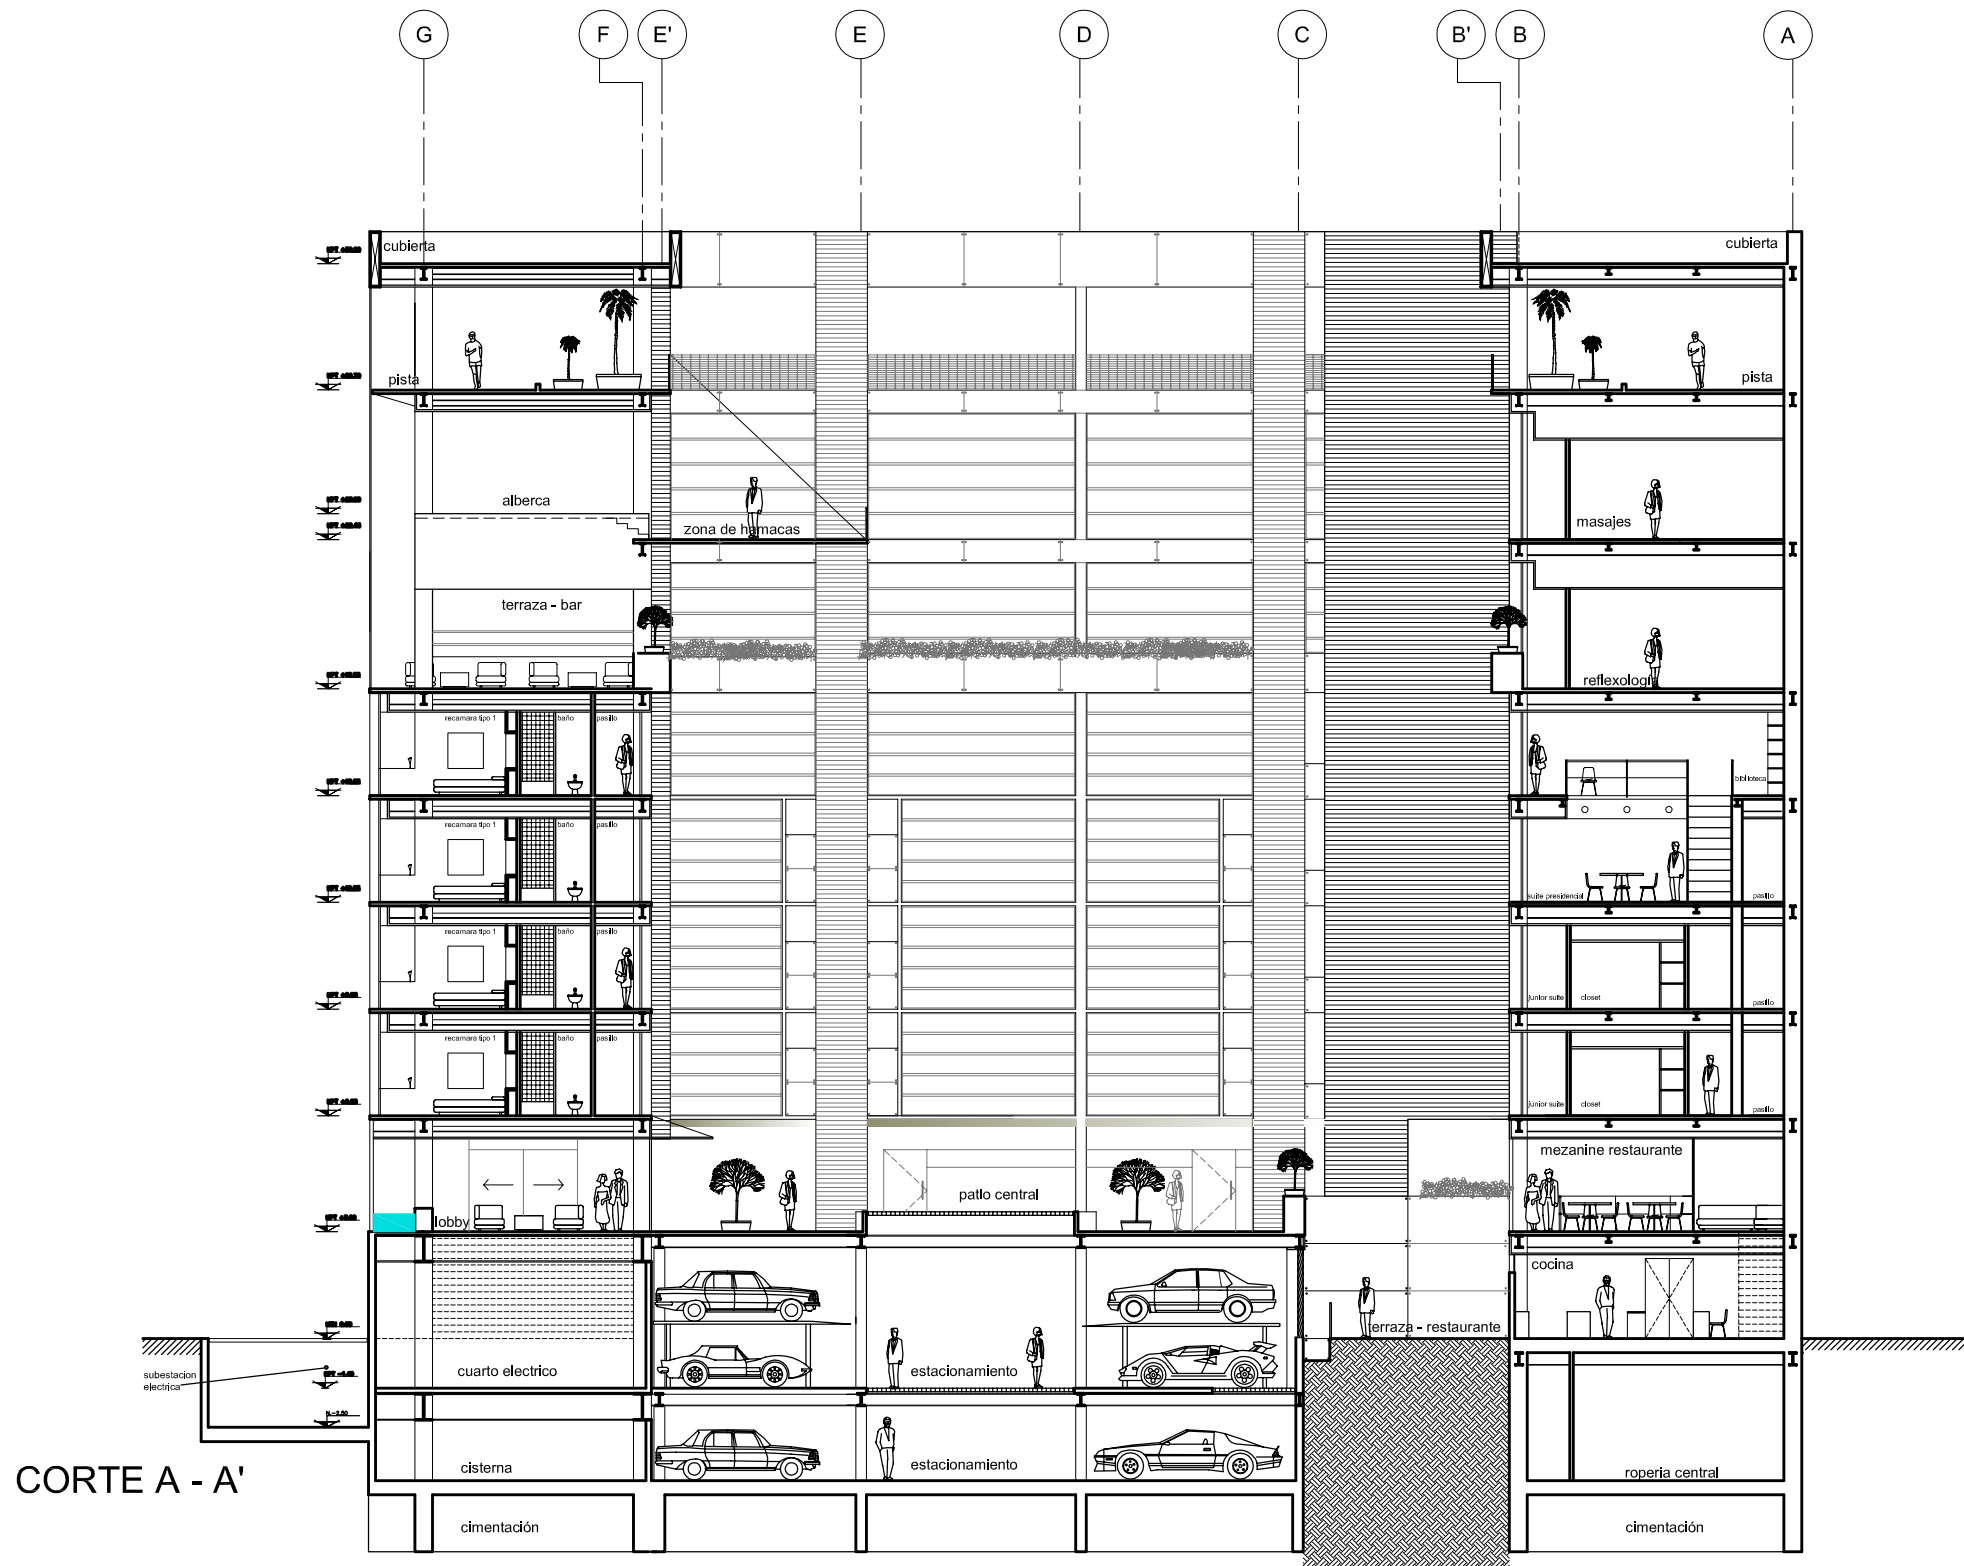 G F E' E D C B' B A
cubierta cubierta
pista pista
alberca
zona de hamacas masajes
terraza - bar
reflexologi
recamara tipo 1 baño pasillo
biblioteca
recamara tipo 1 baño pasillo
suite presidencial pasillo
recamara tipo 1 baño pasillo
junior suite closet pasillo
recamara tipo 1 baño pasillo
junior suite closet pasillo
mezanine restaurante
patio central
lobby
cocina
terraza - restaurante
subestacion
electrica
cuarto electrico estacionamiento
N.-2.50
cisterna estacionamiento
roperia central
CORTE A - A'
cimentación cimentación